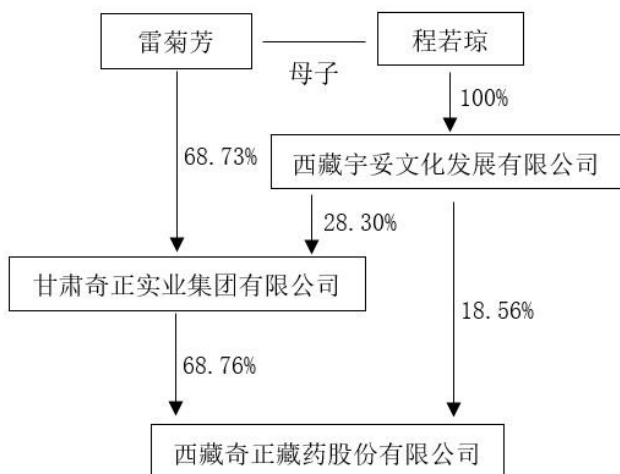 雷菊芳
程若琼
母子
100%
68.73%
西藏宇妥文化发展有限公司
28.30%
甘肃奇正实业集团有限公司
18.56%
68.76%
西藏奇正藏药股份有限公司